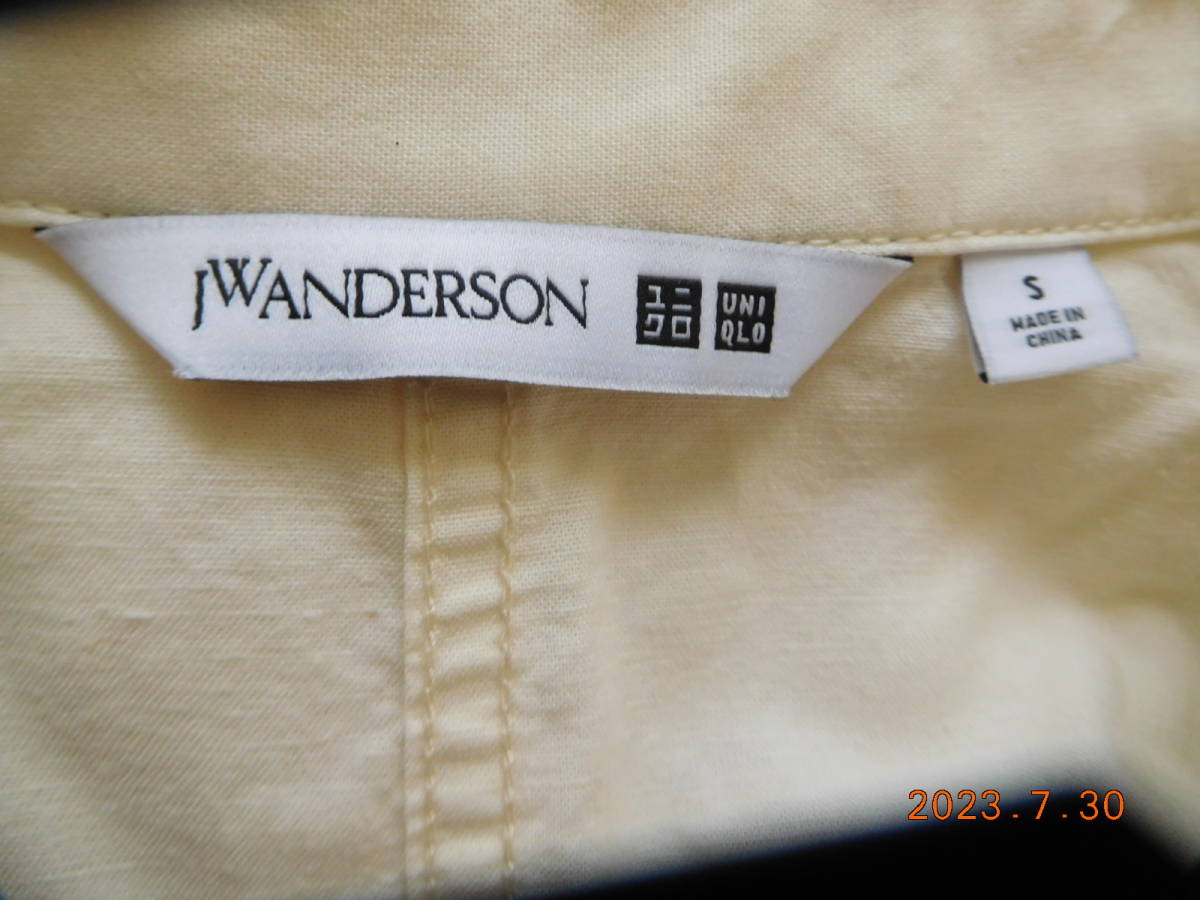 JWANDERSON
ユニ
クロ
UNI
QLO
S
MADE IN
CHINA
2023.7.30